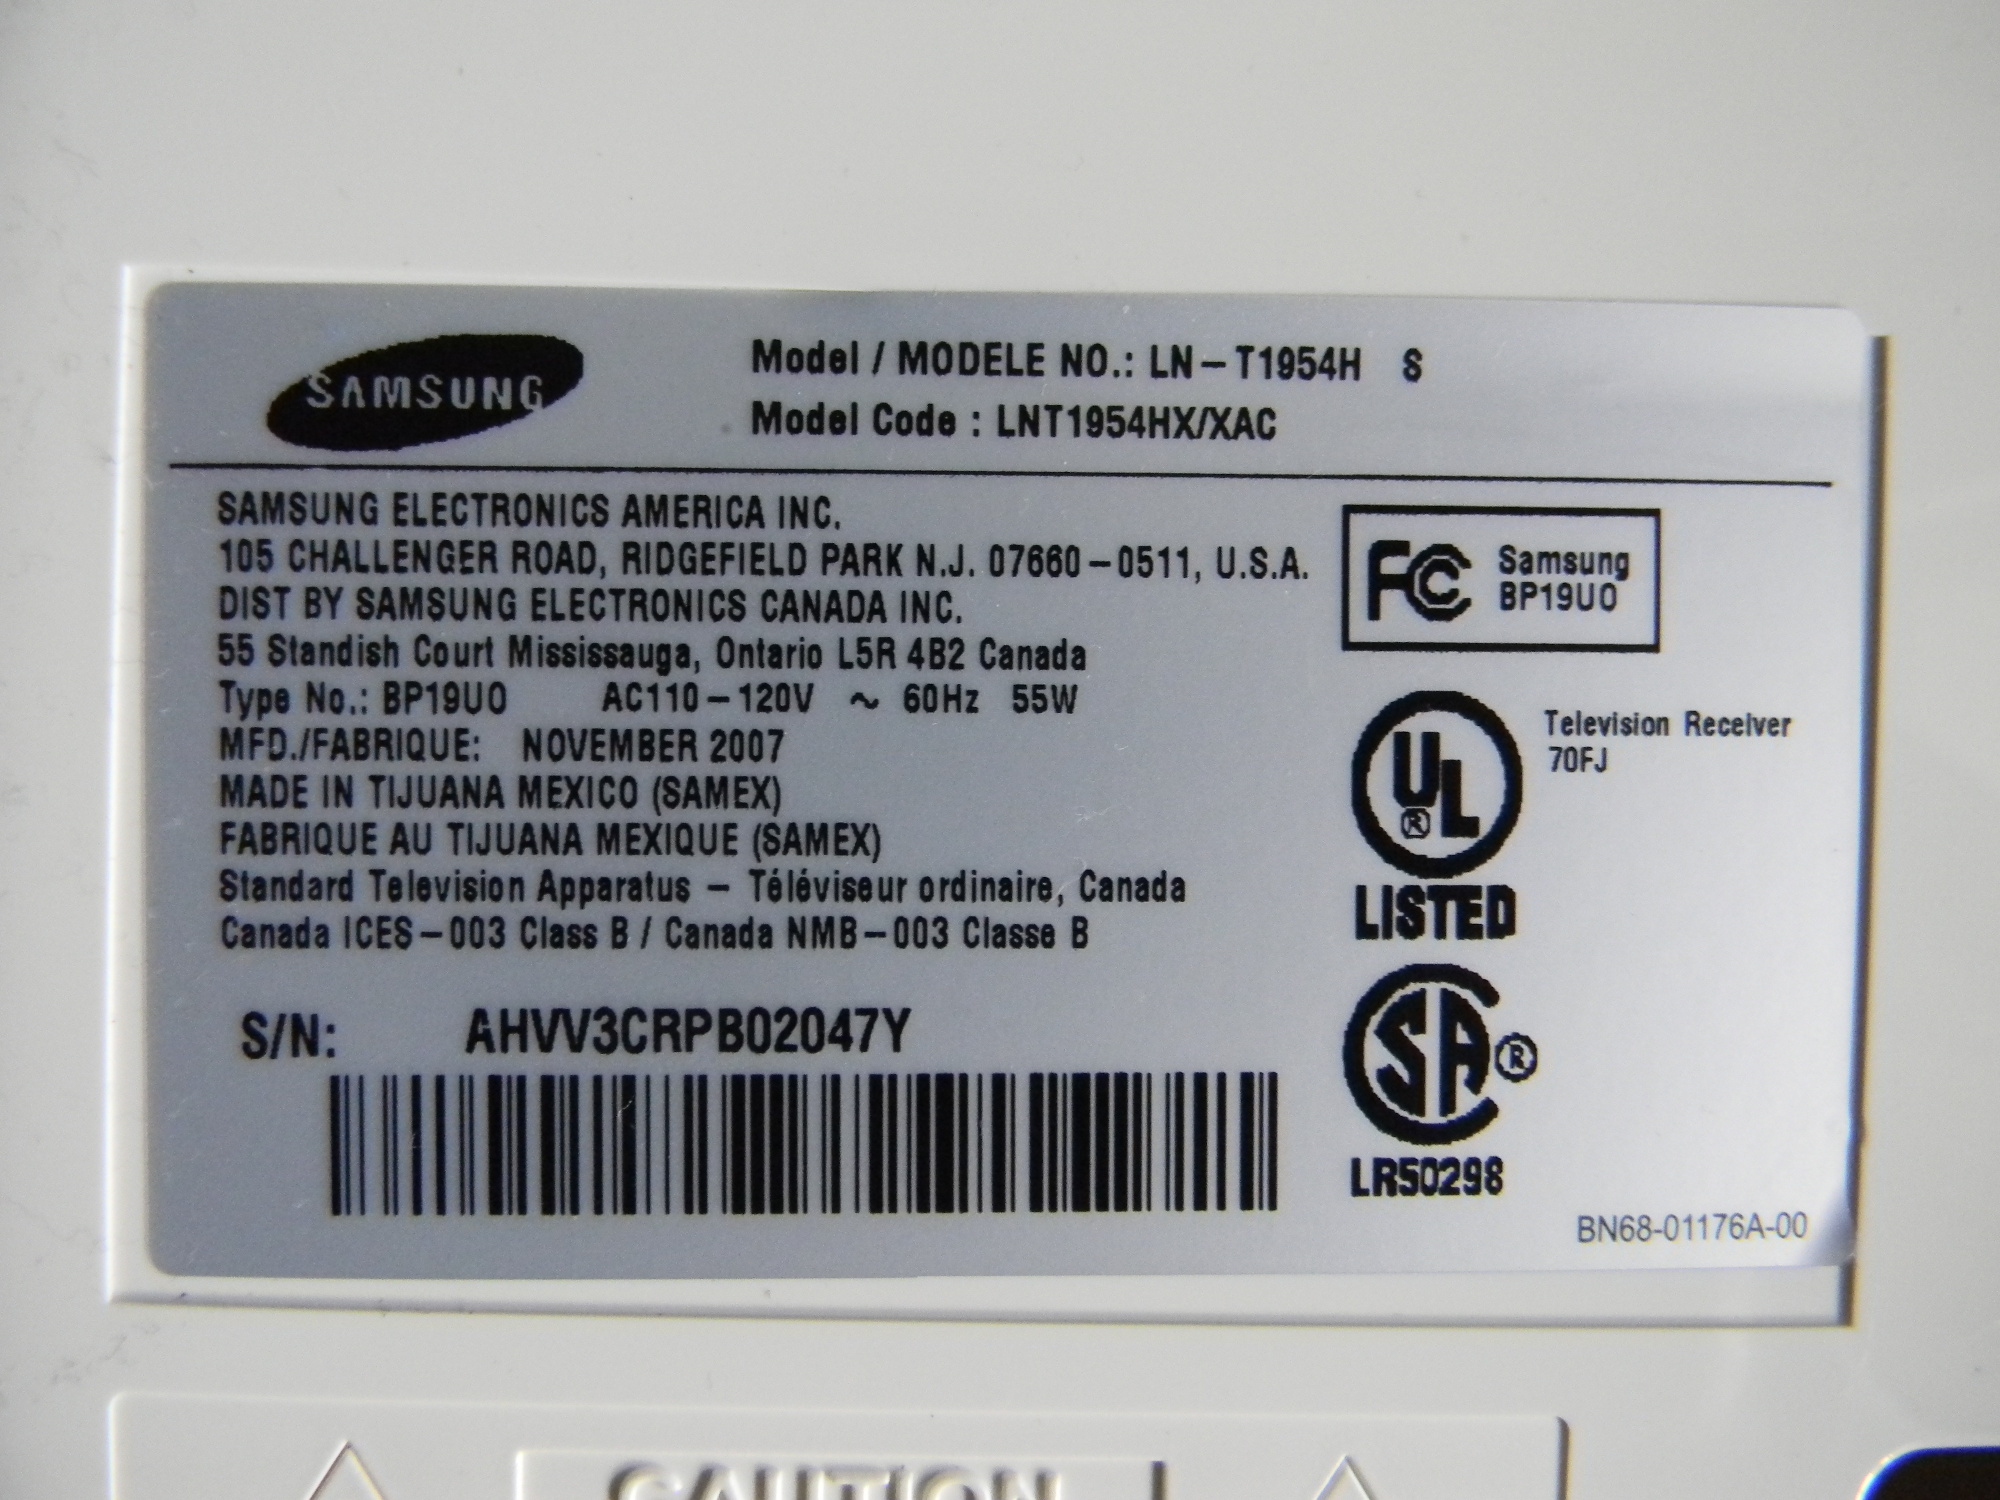 SAMSUNG
Model / MODELE NO.: LN-T1954H S
Model Code : LNT1954HX/XAC
SAMSUNG ELECTRONICS AMERICA INC.
105 CHALLENGER ROAD, RIDGEFIELD PARK N.J. 07660-0511, U.S.A.
DIST BY SAMSUNG ELECTRONICS CANADA INC.
55 Standish Court Mississauga, Ontario L5R 4B2 Canada
Type No.: BP19UO AC110-120V ~ 60Hz 55W
MFD./FABRIQUE: NOVEMBER 2007
MADE IN TIJUANA MEXICO (SAMEX)
FABRIQUE AU TIJUANA MEXIQUE (SAMEX)
Standard Television Apparatus - Téléviseur ordinaire, Canada
Canada ICES-003 Class B / Canada NMB-003 Classe B
S/N: AHVV3CRPB02047Y
FC Samsung
BP19UO
UL ®
LISTED
Television Receiver
70FJ
SA ®
LR50298
BN68-01176A-00
CAUTION